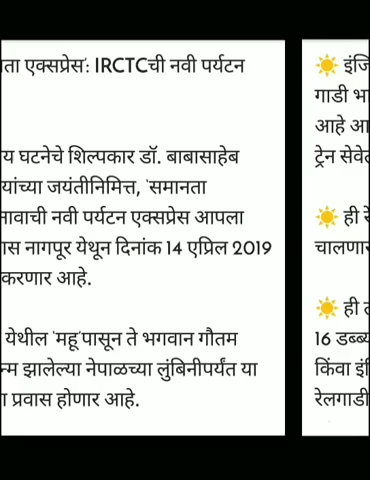 ता एक्सप्रेस': IRCTCची नवी पर्यटन
य घटनेचे शिल्पकार डॉ. बाबासाहेब
यांच्या जयंतीनिमित्त, 'समानता
नावाची नवी पर्यटन एक्सप्रेस आपला
ास नागपूर येथून दिनांक 14 एप्रिल 2019
करणार आहे.
येथील 'महू'पासून ते भगवान गौतम
न्म झालेल्या नेपाळच्या लुंबिनीपर्यंत या
ा प्रवास होणार आहे.
☀️ इंजि
गाडी भा
आहे आ
ट्रेन सेवे
☀️ ही रे
चालणार
☀️ ही
16 डब्ब्य
किंवा इं
रेलगाडी